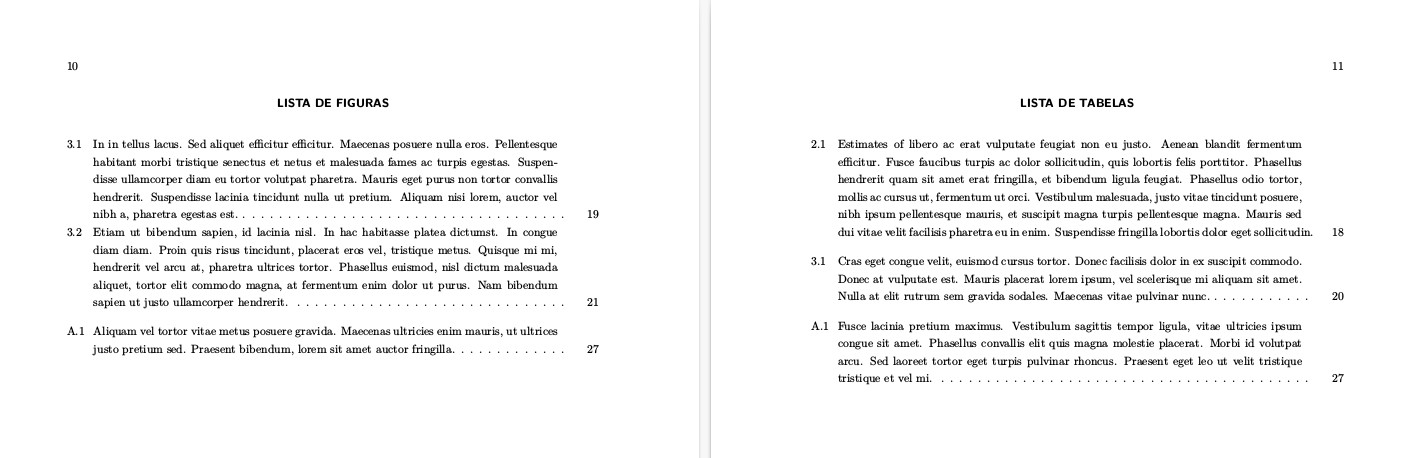 10
LISTA DE FIGURAS
3.1 In in tellus lacus. Sed aliquet efficitur efficitur. Maecenas posuere nulla eros. Pellentesque
habitant morbi tristique senectus et netus et malesuada fames ac turpis egestas. Suspen-
disse ullamcorper diam eu tortor volutpat pharetra. Mauris eget purus non tortor convallis
hendrerit. Suspendisse lacinia tincidunt nulla ut pretium. Aliquam nisi lorem, auctor vel
nibh a, pharetra egestas est. . . . . . . . . . . . . . . . . . . . . . . . . . . . . . . . . . . . . 19
3.2 Etiam ut bibendum sapien, id lacinia nisl. In hac habitasse platea dictumst. In congue
diam diam. Proin quis risus tincidunt, placerat eros vel, tristique metus. Quisque mi mi,
hendrerit vel arcu at, pharetra ultrices tortor. Phasellus euismod, nisl dictum malesuada
aliquet, tortor elit commodo magna, at fermentum enim dolor ut purus. Nam bibendum
sapien ut justo ullamcorper hendrerit. . . . . . . . . . . . . . . . . . . . . . . . . . . . . . . 21
A.1 Aliquam vel tortor vitae metus posuere gravida. Maecenas ultricies enim mauris, ut ultrices
justo pretium sed. Praesent bibendum, lorem sit amet auctor fringilla. . . . . . . . . . . . . 27
11
LISTA DE TABELAS
2.1 Estimates of libero ac erat vulputate feugiat non eu justo. Aenean blandit fermentum
efficitur. Fusce faucibus turpis ac dolor sollicitudin, quis lobortis felis porttitor. Phasellus
hendrerit quam sit amet erat fringilla, et bibendum ligula feugiat. Phasellus odio tortor,
mollis ac cursus ut, fermentum ut orci. Vestibulum malesuada, justo vitae tincidunt posuere,
nibh ipsum pellentesque mauris, et suscipit magna turpis pellentesque magna. Mauris sed
dui vitae velit facilisis pharetra eu in enim. Suspendisse fringilla lobortis dolor eget sollicitudin. 18
3.1 Cras eget congue velit, euismod cursus tortor. Donec facilisis dolor in ex suscipit commodo.
Donec at vulputate est. Mauris placerat lorem ipsum, vel scelerisque mi aliquam sit amet.
Nulla at elit rutrum sem gravida sodales. Maecenas vitae pulvinar nunc. . . . . . . . . . . . 20
A.1 Fusce lacinia pretium maximus. Vestibulum sagittis tempor ligula, vitae ultricies ipsum
congue sit amet. Phasellus convallis elit quis magna molestie placerat. Morbi id volutpat
arcu. Sed laoreet tortor eget turpis pulvinar rhoncus. Praesent eget leo ut velit tristique
tristique et vel mi. . . . . . . . . . . . . . . . . . . . . . . . . . . . . . . . . . . . . . . . . 27